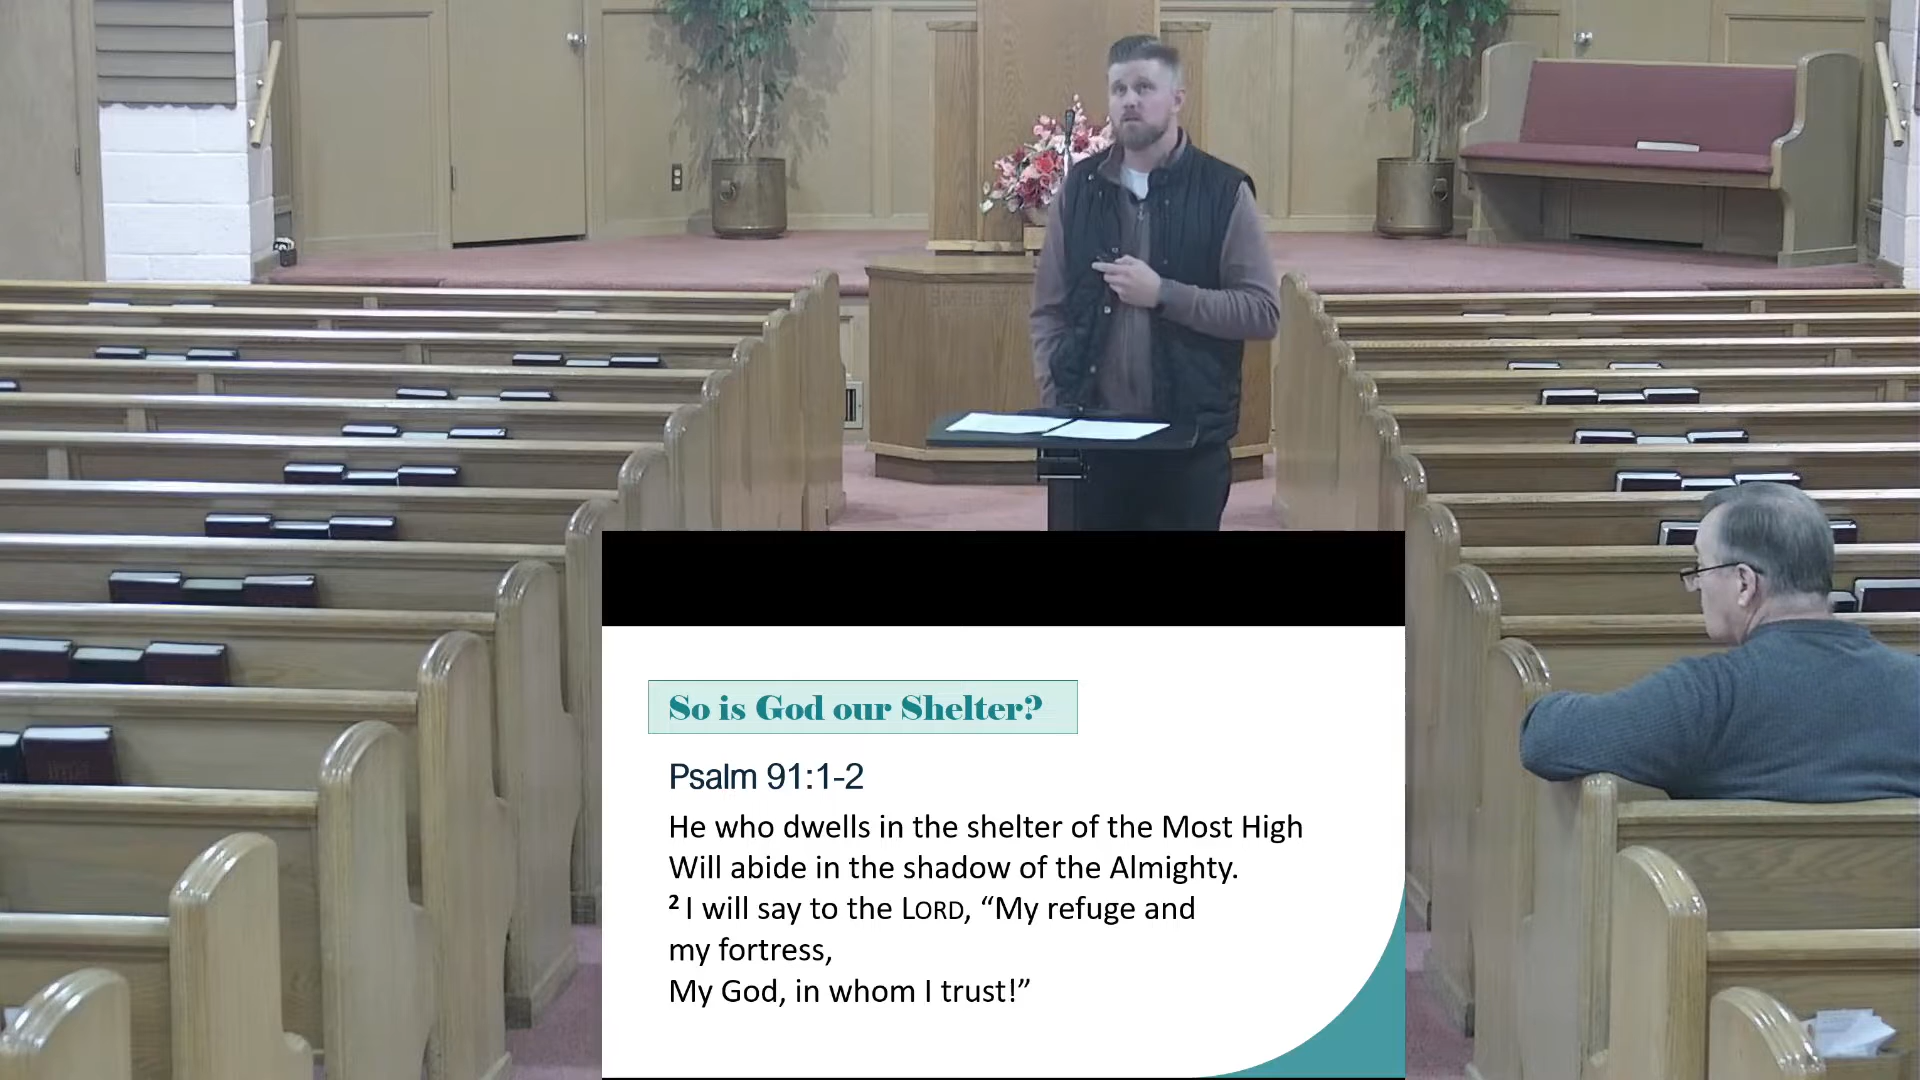 So is God our Shelter?
Psalm 91:1-2
He who dwells in the shelter of the Most High
Will abide in the shadow of the Almighty.
2 I will say to the LORD, “My refuge and
my fortress,
My God, in whom I trust!”